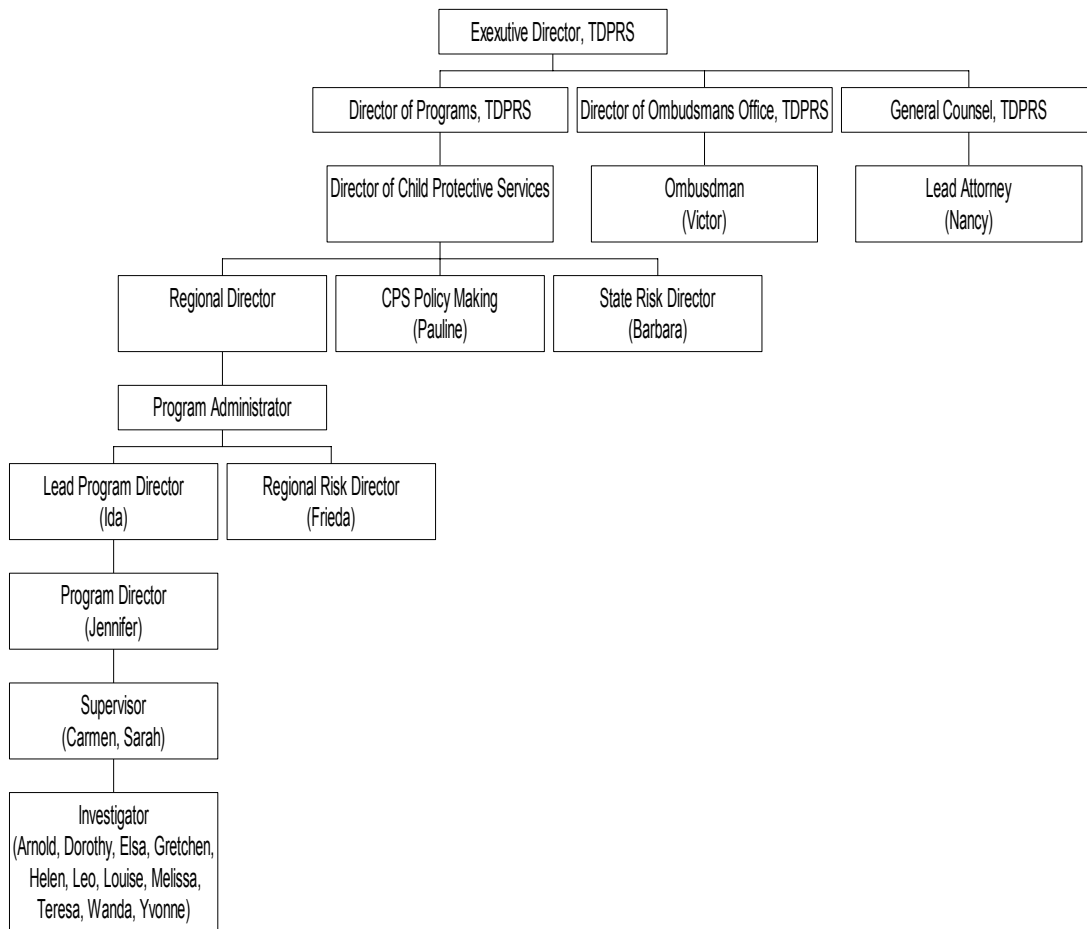 Exexutive Director, TDPRS
Director of Programs, TDPRS
Director of Ombudsmans Office, TDPRS
General Counsel, TDPRS
Director of Child Protective Services
Ombusdman
(Victor)
Lead Attorney
(Nancy)
Regional Director
CPS Policy Making
(Pauline)
State Risk Director
(Barbara)
Program Administrator
Lead Program Director
(Ida)
Regional Risk Director
(Frieda)
Program Director
(Jennifer)
Supervisor
(Carmen, Sarah)
Investigator
(Arnold, Dorothy, Elsa, Gretchen,
Helen, Leo, Louise, Melissa,
Teresa, Wanda, Yvonne)